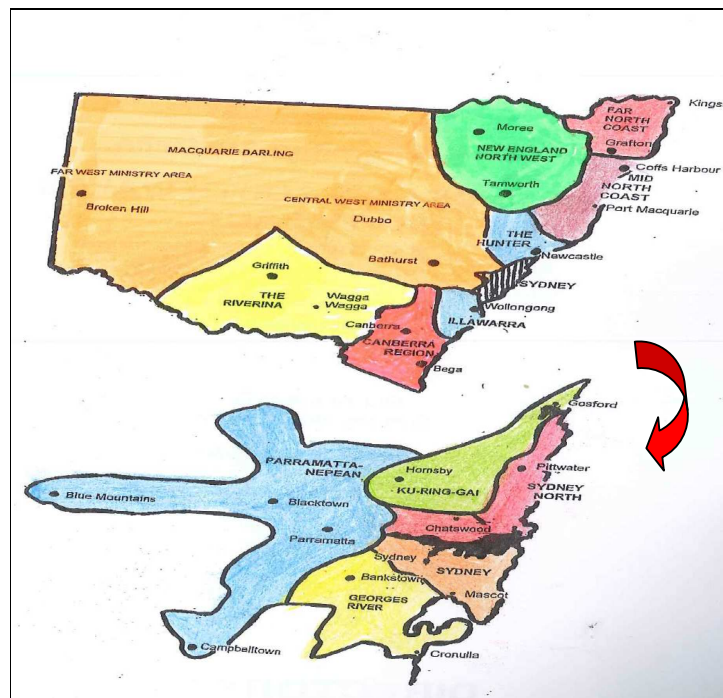 Kings
FAR
NORTH
COAST
Moree
Grafton
MACQUARIE DARLING
NEW ENGLAND
NORTH WEST
Coffs Harbour
FAR WEST MINISTRY AREA
MID
NORTH
COAST
Tamworth
CENTRAL WEST MINISTRY AREA
Broken Hill
Port Macquarie
Dubbo
THE
HUNTER
Newcastle
Bathurst
Griffith
SYDNEY
THE
RIVERINA
Wagga
Wagga
Wollongong
ILLAWARRA
Canberra
CANBERRA
REGION
Bega
Gosford
PARRAMATTA-
NEPEAN
Hornsby
Pittwater
KU-RING-GAI
SYDNEY
NORTH
Blue Mountains
Blacktown
Chatswood
Parramatta
Sydney
SYDNEY
Bankstown
GEORGES
RIVER
Mascot
Campbelltown
Cronulla